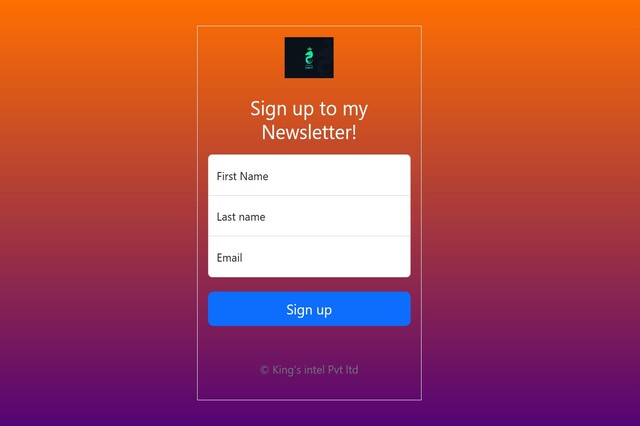 Sign up to my
Newsletter!
First Name
Last name
Email
Sign up
© King's intel Pvt ltd